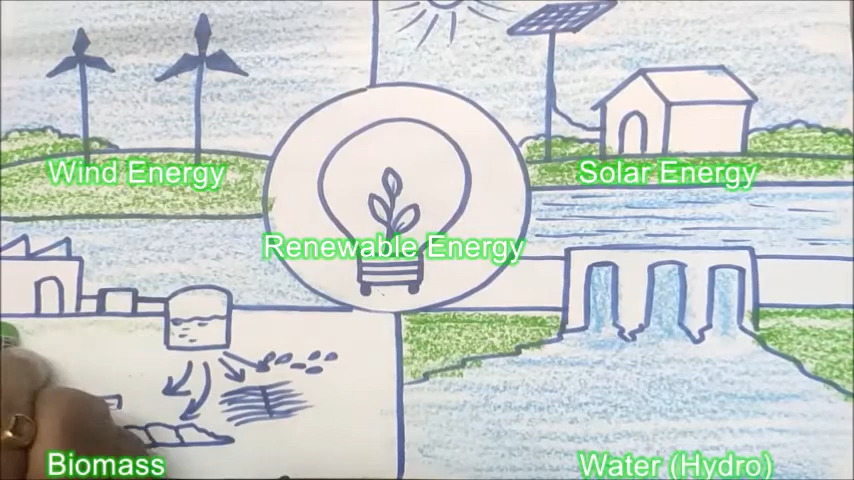 Wind Energy
Solar Energy
Renewable Energy
Biomass
Water (Hydro)